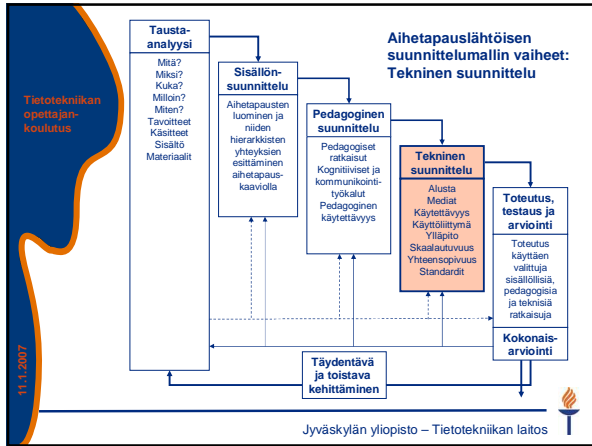 Aihetapauslähtöisen
suunnittelumallin vaiheet:
Tekninen suunnittelu
Tietotekniikan
opettajan-
koulutus
11.1.2007
Tausta-
analyysi
Mitä?
Miksi?
Kuka?
Milloin?
Miten?
Tavoitteet
Käsitteet
Sisältö
Materiaalit
Sisällön-
suunnittelu
Aihetapausten
luominen ja
niiden
hierarkkisten
yhteyksien
esittäminen
aihetapaus-
kaaviolla
Pedagoginen
suunnittelu
Pedagogiset
ratkaisut
Kognitiiviset ja
kommunikointi-
työkalut
Pedagoginen
käytettävyys
Tekninen
suunnittelu
Alusta
Mediat
Käytettävyys
Käyttöliittymä
Ylläpito
Skaalautuvuus
Yhteensopivuus
Standardit
Toteutus,
testaus ja
arviointi
Toteutus
käyttäen
valittuja
sisällöllisiä,
pedagogisia
ja teknisiä
ratkaisuja
Kokonais-
arviointi
Täydentävä
ja toistava
kehittäminen
Jyväskylän yliopisto – Tietotekniikan laitos